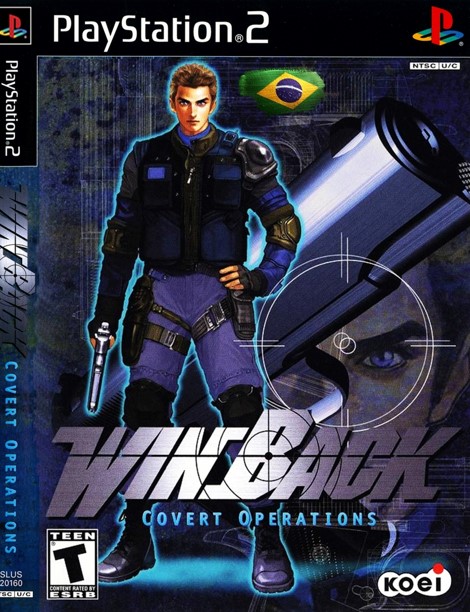 PlayStation®2
NTSC U/C
PlayStation®2
WINBACK
COVERT OPERATIONS
SLUS
20160
NTSC U/C
WINBACK
COVERT OPERATIONS
TEEN
T
CONTENT RATED BY
ESRB
KOEI